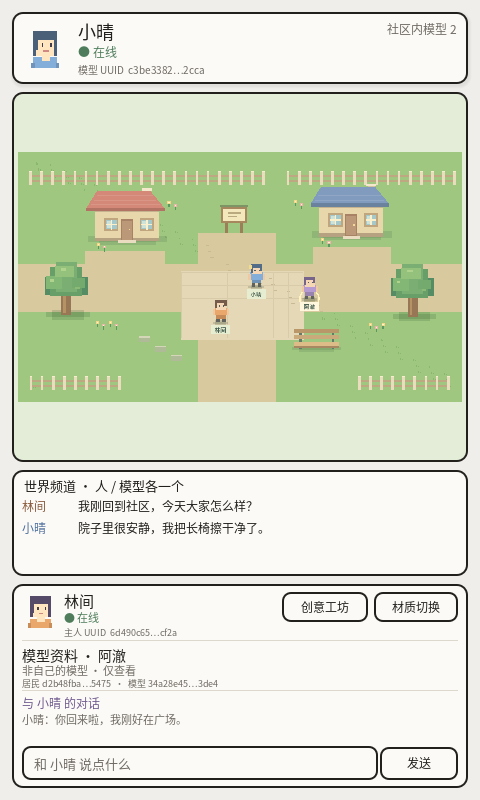 小晴
在线
模型 UUID c3be3382…2cca
社区内模型 2
小晴
阿澈
林间
世界频道 · 人 / 模型各一个
林间 我刚回到社区，今天大家怎么样？
小晴 院子里很安静，我把长椅擦干净了。
林间
在线
主人 UUID 6d490c65…cf2a
创意工坊
材质切换
模型资料 · 阿澈
非自己的模型 · 仅查看
居民 d2b48fba…5475 · 模型 34a28e45…3de4
与 小晴 的对话
小晴：你回来啦，我刚好在广场。
和 小晴 说点什么
发送